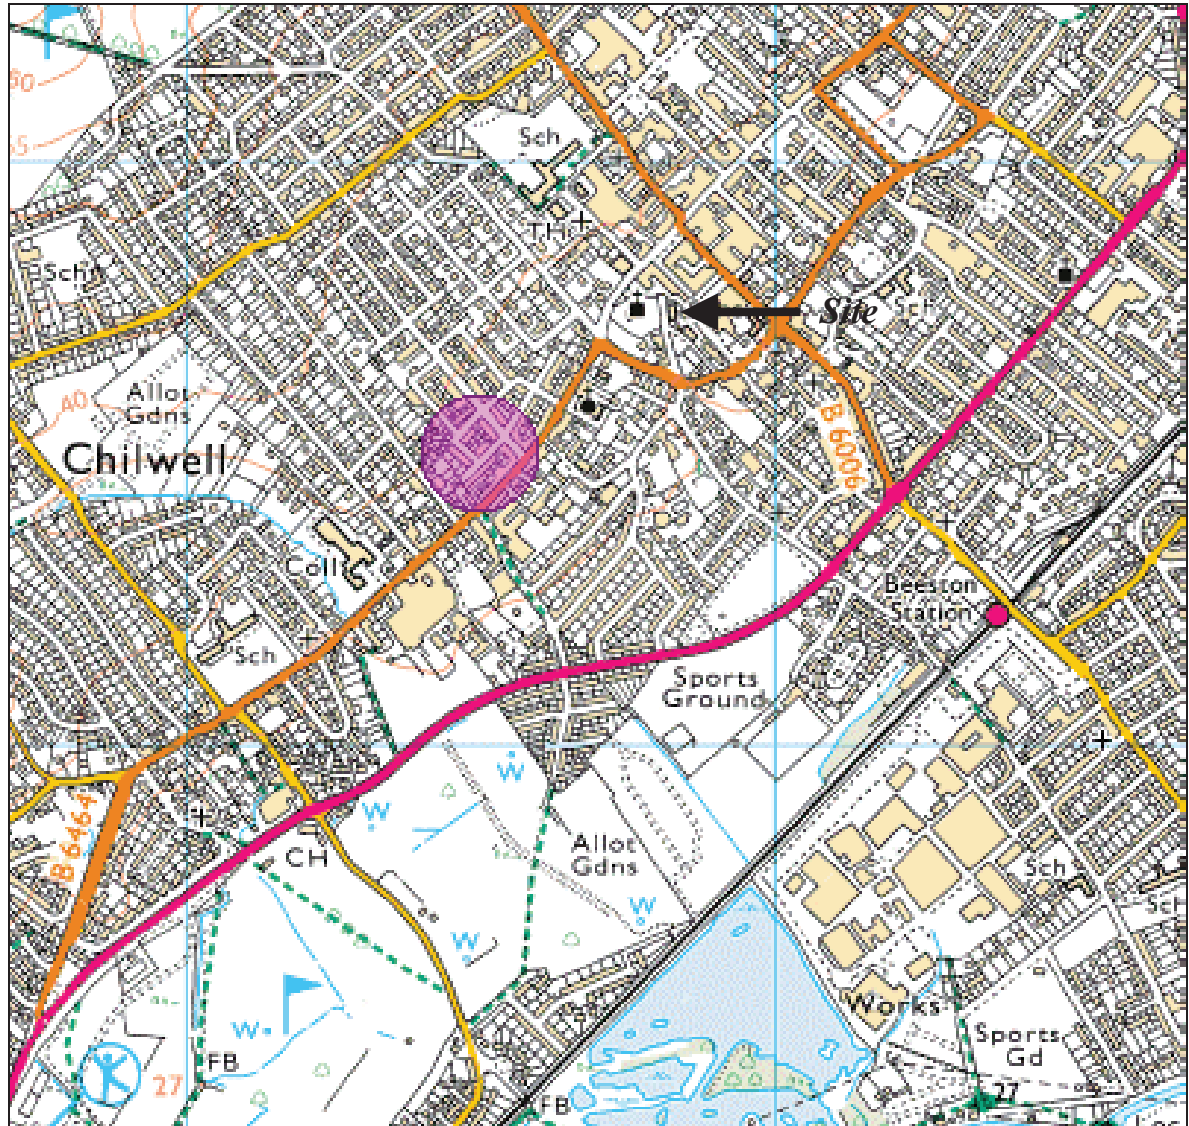 Sch
TH
Sch
Site
Sch
40
Allot
Gdns
Chilwell
B 6006
Coll
Beeston
Station
Sch
Sports
Ground
W
W
B 6464
CH
Allot
Gdns
Sch
W
W
Works
Sports
Gd
W
FB
27
FB
27